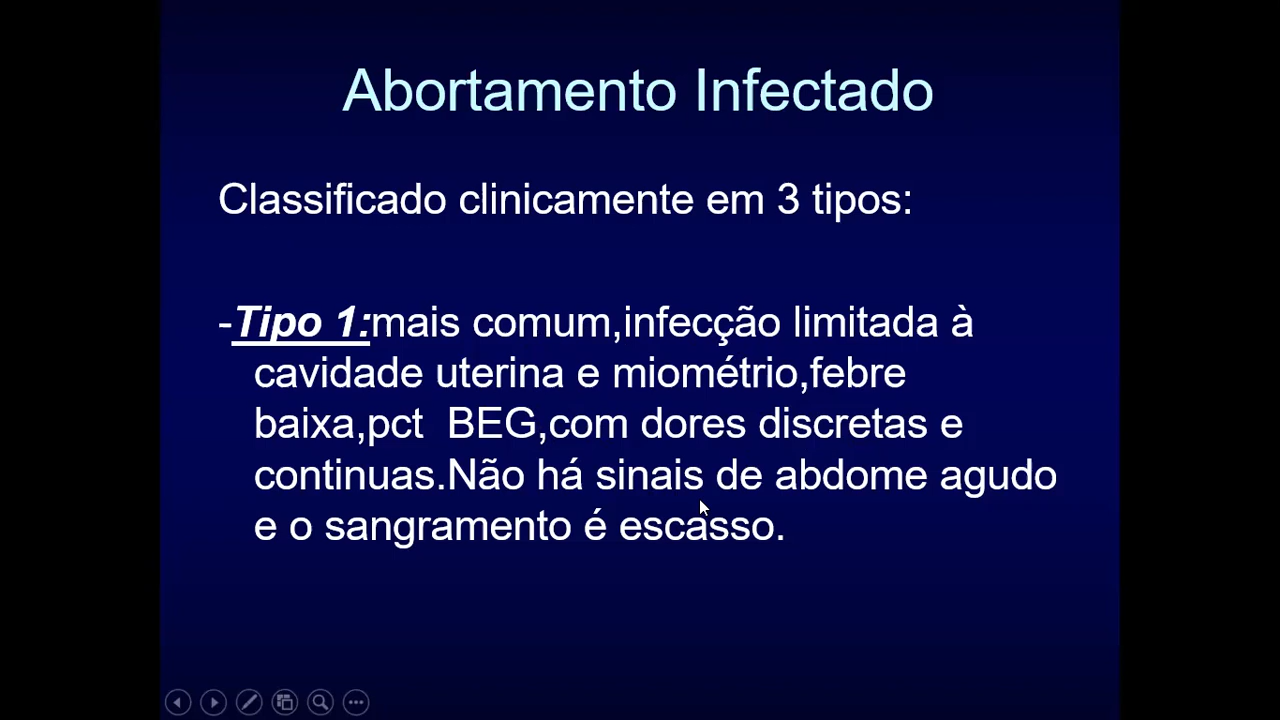 Abortamento Infectado
Classificado clinicamente em 3 tipos:
-Tipo 1:mais comum,infecção limitada à
cavidade uterina e miométrio,febre
baixa,pct  BEG,com dores discretas e
continuas.Não há sinais de abdome agudo
e o sangramento é escasso.